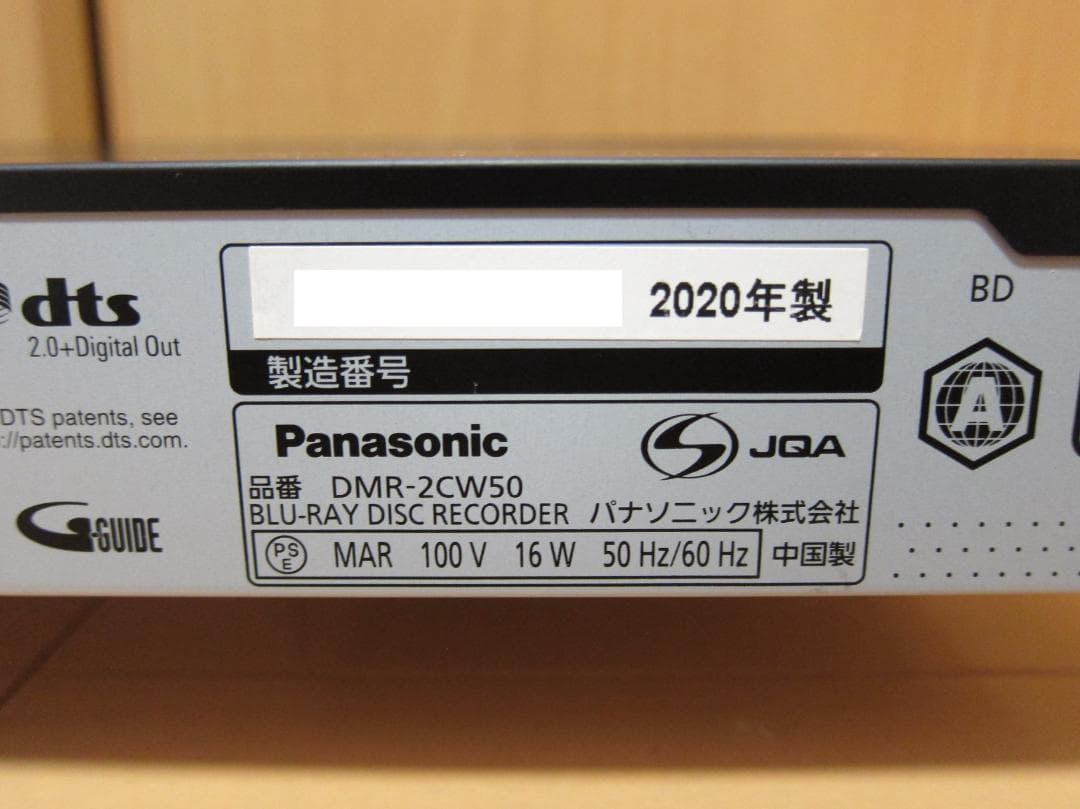 dts
2.0+Digital Out
DTS patents, see
://patents.dts.com.
G-GUIDE
2020年製
製造番号
Panasonic
JQA
品番 DMR-2CW50
BLU-RAY DISC RECORDER パナソニック株式会社
PSE MAR 100 V 16 W 50 Hz/60 Hz 中国製
BD
A